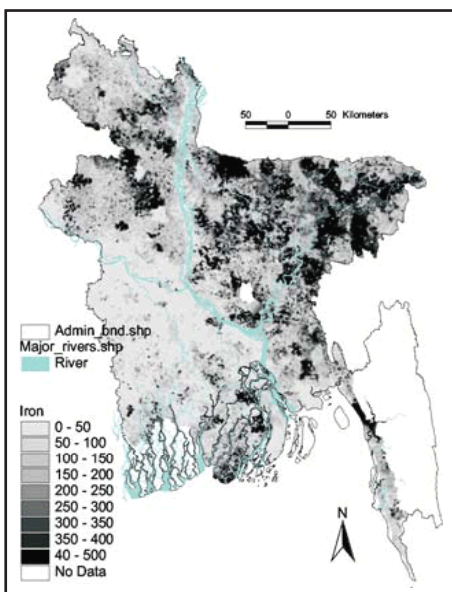 50 0 50 Kilometers
Admin_bnd.shp
Major_rivers.shp
River
Iron
0 - 50
50 - 100
100 - 150
150 - 200
200 - 250
250 - 300
300 - 350
350 - 400
40 - 500
No Data
N